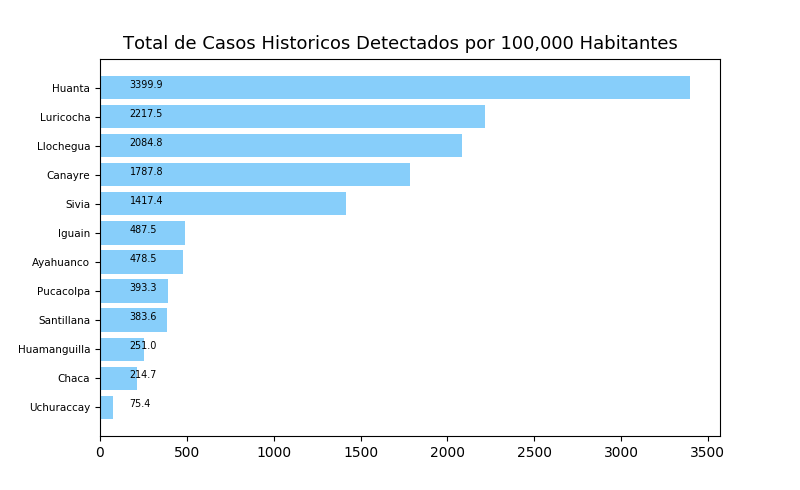 Total de Casos Historicos Detectados por 100,000 Habitantes
Huanta 3399.9
Luricocha 2217.5
Llochegua 2084.8
Canayre 1787.8
Sivia 1417.4
Iguain 487.5
Ayahuanco 478.5
Pucacolpa 393.3
Santillana 383.6
Huamanguilla 251.0
Chaca 214.7
Uchuraccay 75.4
0 500 1000 1500 2000 2500 3000 3500